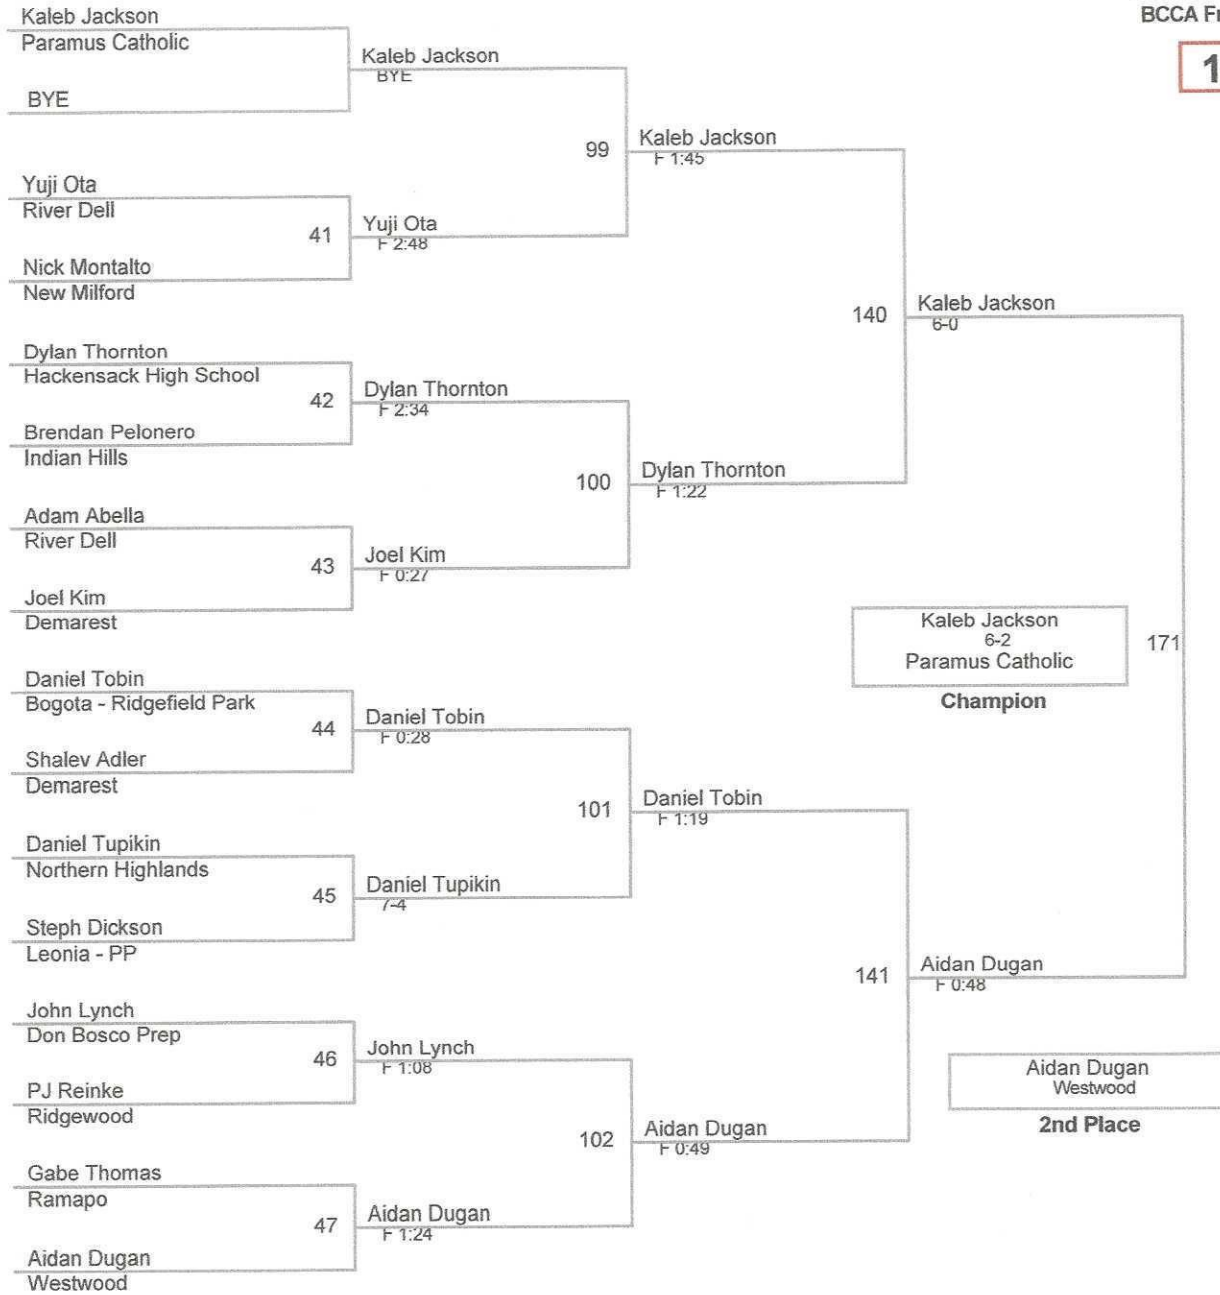 BCCA Fr
1
Kaleb Jackson
Paramus Catholic
BYE
Kaleb Jackson
BYE
Yuji Ota
River Dell
41
Nick Montalto
New Milford
Yuji Ota
F 2:48
99
Kaleb Jackson
F 1:45
Dylan Thornton
Hackensack High School
42
Brendan Pelonero
Indian Hills
Dylan Thornton
F 2:34
Adam Abella
River Dell
43
Joel Kim
Demarest
Joel Kim
F 0:27
100
Dylan Thornton
F 1:22
140
Kaleb Jackson
6-0
Daniel Tobin
Bogota - Ridgefield Park
44
Shalev Adler
Demarest
Daniel Tobin
F 0:28
Daniel Tupikin
Northern Highlands
45
Steph Dickson
Leonia - PP
Daniel Tupikin
7-4
101
Daniel Tobin
F 1:19
John Lynch
Don Bosco Prep
46
PJ Reinke
Ridgewood
John Lynch
F 1:08
Gabe Thomas
Ramapo
47
Aidan Dugan
Westwood
Aidan Dugan
F 1:24
102
Aidan Dugan
F 0:49
141
Aidan Dugan
F 0:48
171
Kaleb Jackson
6-2
Paramus Catholic
Champion
Aidan Dugan
Westwood
2nd Place